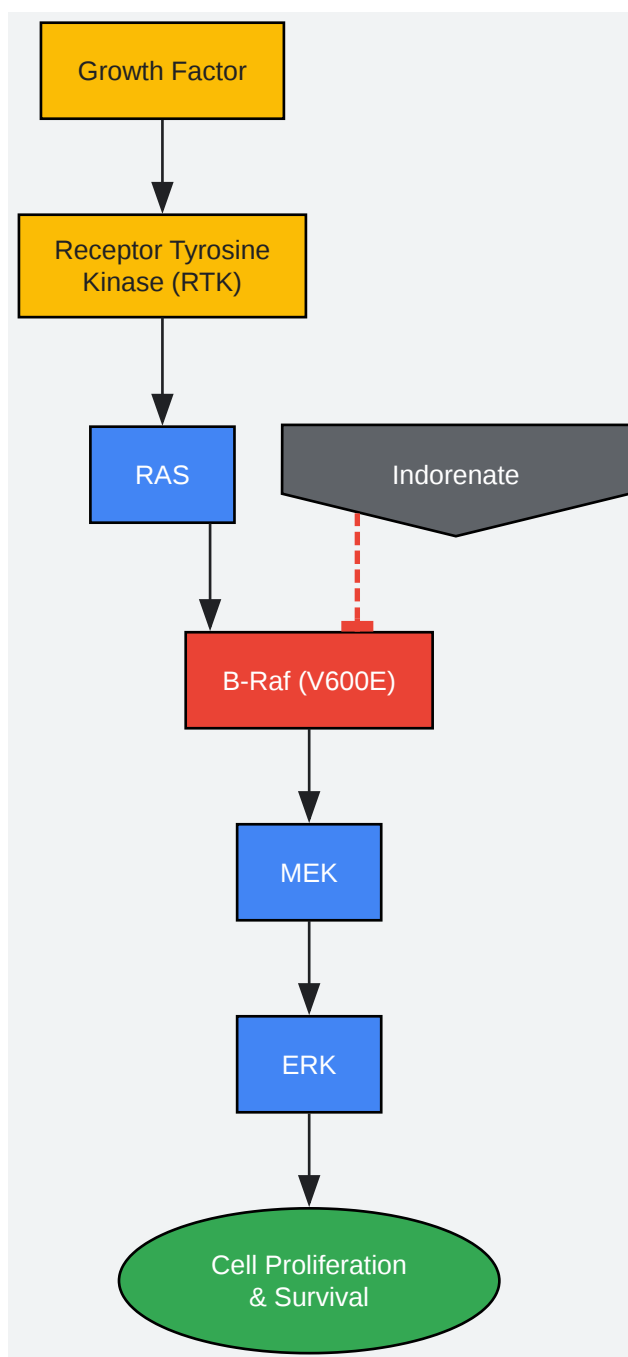 Growth Factor
Receptor Tyrosine
Kinase (RTK)
RAS
Indorenate
B-Raf (V600E)
MEK
ERK
Cell Proliferation
& Survival